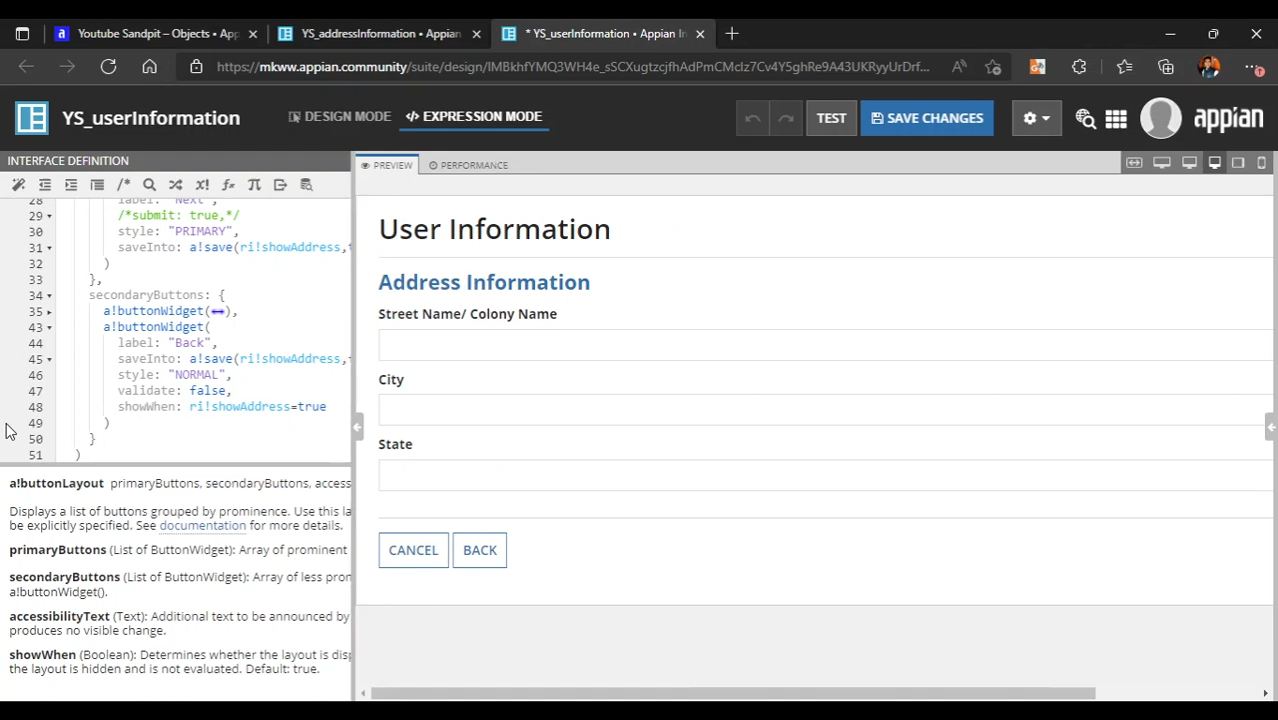 Youtube Sandpit – Objects • App
YS_addressInformation • Appian
* YS_userInformation • Appian In
https://mkww.appian.community/suite/design/IMBkhfYMQ3WH4e_sSCXugtzcjfhAdPmCMclz7Cv4Y5ghRe9A43UKRyyUrDrf...
YS_userInformation
DESIGN MODE
EXPRESSION MODE
TEST
SAVE CHANGES
appian
INTERFACE DEFINITION
PREVIEW
PERFORMANCE
28 label: "Next",
29 /*submit: true,*/
30 style: "PRIMARY",
31 saveInto: a!save(ri!showAddress,
32 )
33 },
34 secondaryButtons: {
35 a!buttonWidget(),
43 a!buttonWidget(
44 label: "Back",
45 saveInto: a!save(ri!showAddress,
46 style: "NORMAL",
47 validate: false,
48 showWhen: ri!showAddress=true
49 )
50 }
51 )
a!buttonLayout primaryButtons, secondaryButtons, access
Displays a list of buttons grouped by prominence. Use this la
be explicitly specified. See documentation for more details.
primaryButtons (List of ButtonWidget): Array of prominent
secondaryButtons (List of ButtonWidget): Array of less pron
a!buttonWidget().
accessibilityText (Text): Additional text to be announced by
produces no visible change.
showWhen (Boolean): Determines whether the layout is disp
the layout is hidden and is not evaluated. Default: true.
User Information
Address Information
Street Name/ Colony Name
City
State
CANCEL
BACK